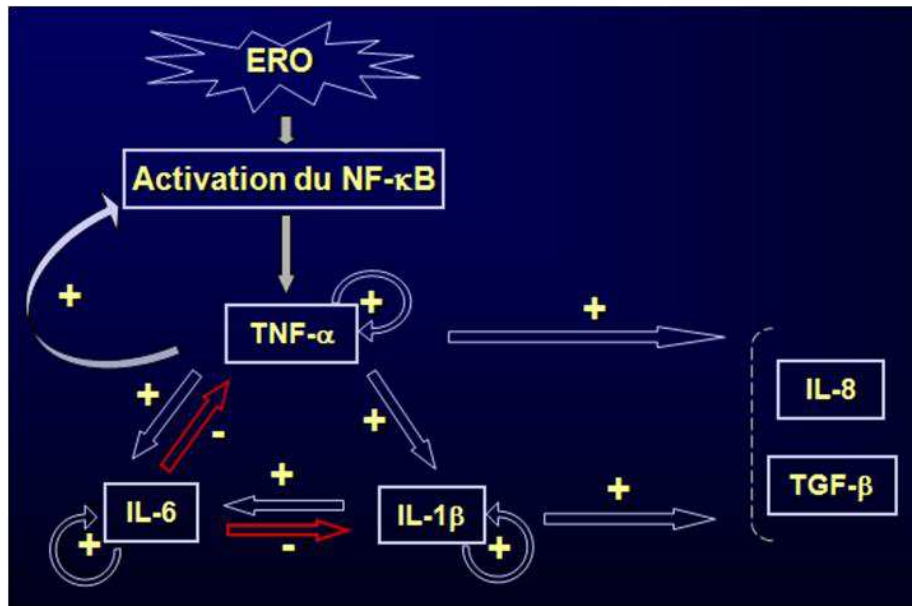 ERO
Activation du NF-κB
+
+
TNF-α
+
IL-8
+
-
+
+
TGF-β
IL-6
+
-
IL-1β
+
+